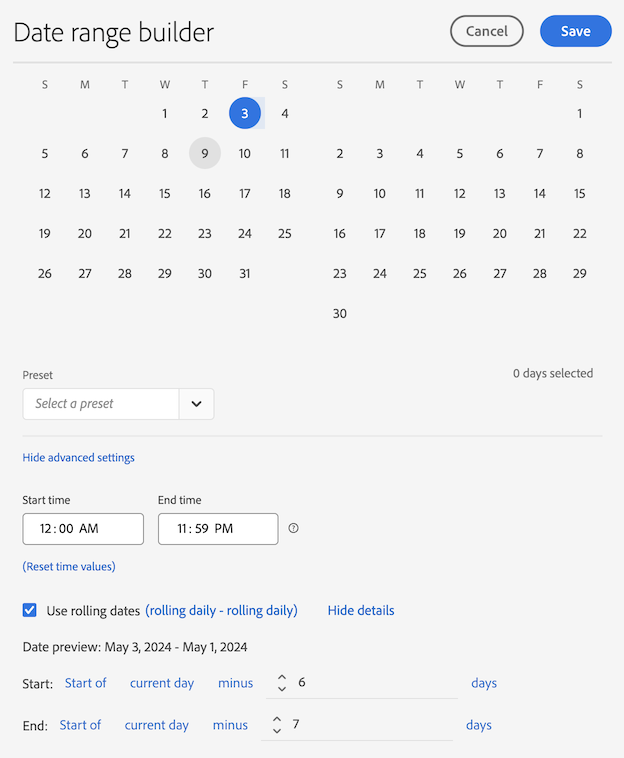 Date range builder Cancel Save
S M T W T F S S M T W T F S
1 2 3 4 1
5 6 7 8 9 10 11 2 3 4 5 6 7 8
12 13 14 15 16 17 18 9 10 11 12 13 14 15
19 20 21 22 23 24 25 16 17 18 19 20 21 22
26 27 28 29 30 31 23 24 25 26 27 28 29
30
Preset 0 days selected
Select a preset
Hide advanced settings
Start time End time
12:00 AM 11:59 PM ?
(Reset time values)
Use rolling dates (rolling daily - rolling daily) Hide details
Date preview: May 3, 2024 - May 1, 2024
Start: Start of current day minus 6 days
End: Start of current day minus 7 days